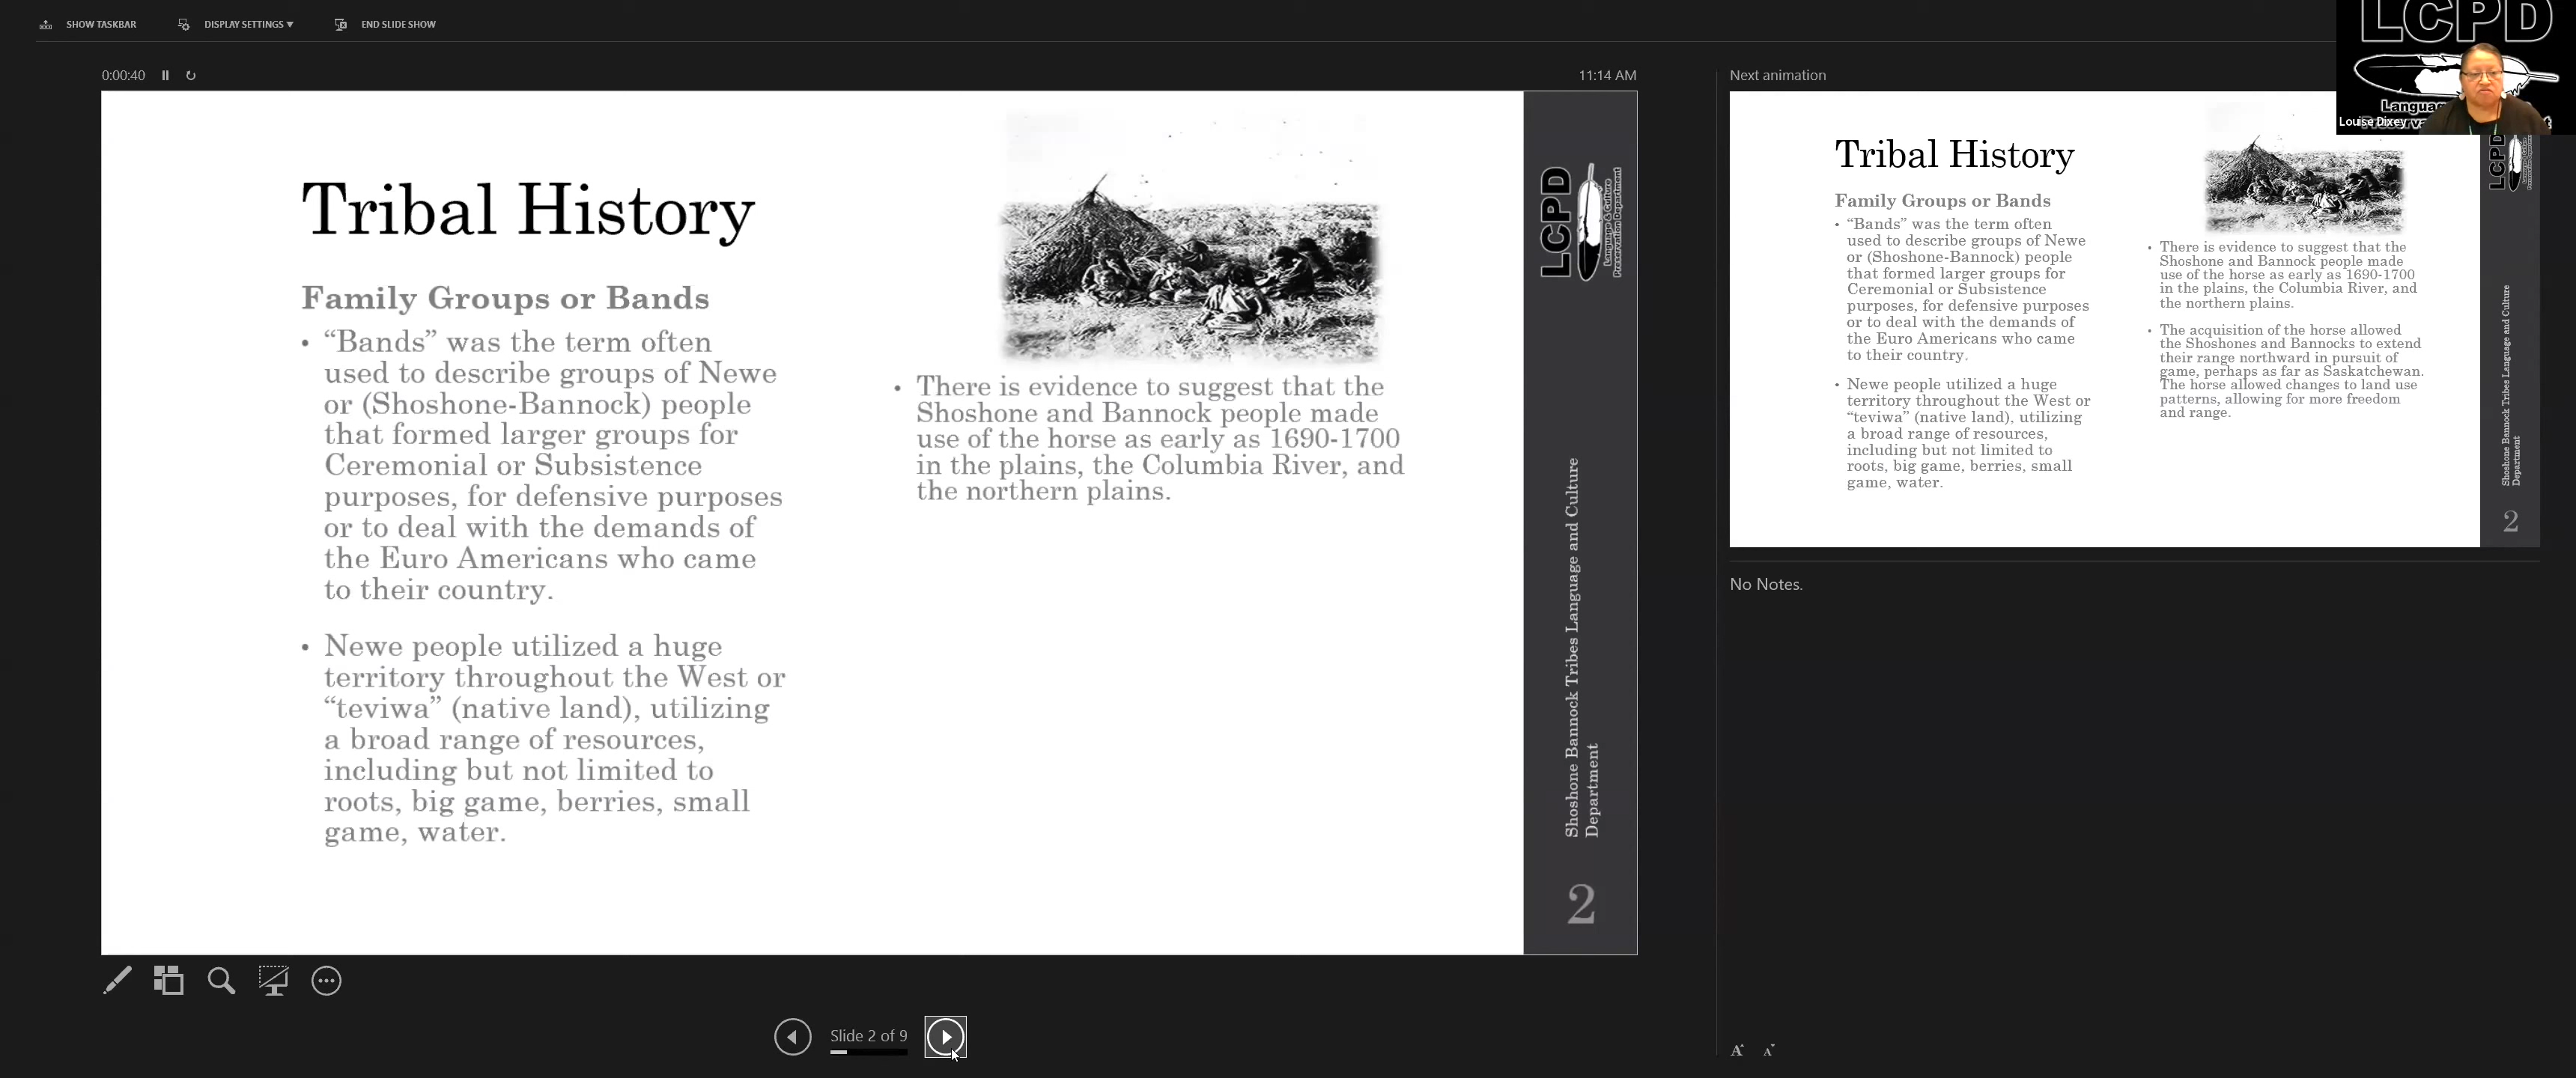 SHOW TASKBAR
DISPLAY SETTINGS ▼
END SLIDE SHOW
0:00:40
11:14 AM
Tribal History
Family Groups or Bands
• “Bands” was the term often
used to describe groups of Newe
or (Shoshone-Bannock) people
that formed larger groups for
Ceremonial or Subsistence
purposes, for defensive purposes
or to deal with the demands of
the Euro Americans who came
to their country.
• Newe people utilized a huge
territory throughout the West or
“teviwa” (native land), utilizing
a broad range of resources,
including but not limited to
roots, big game, berries, small
game, water.
• There is evidence to suggest that the
Shoshone and Bannock people made
use of the horse as early as 1690-1700
in the plains, the Columbia River, and
the northern plains.
LCPD
Language & Culture
Preservation Department
Shoshone Bannock Tribes Language and Culture
Department
2
Slide 2 of 9
Next animation
Tribal History
Family Groups or Bands
• “Bands” was the term often
used to describe groups of Newe
or (Shoshone-Bannock) people
that formed larger groups for
Ceremonial or Subsistence
purposes, for defensive purposes
or to deal with the demands of
the Euro Americans who came
to their country.
• Newe people utilized a huge
territory throughout the West or
“teviwa” (native land), utilizing
a broad range of resources,
including but not limited to
roots, big game, berries, small
game, water.
• There is evidence to suggest that the
Shoshone and Bannock people made
use of the horse as early as 1690-1700
in the plains, the Columbia River, and
the northern plains.
• The acquisition of the horse allowed
the Shoshones and Bannocks to extend
their range northward in pursuit of
game, perhaps as far as Saskatchewan.
The horse allowed changes to land use
patterns, allowing for more freedom
and range.
LCPD
Shoshone Bannock Tribes Language and Culture
Department
2
No Notes.
A A
LCPD
Louise Dixey